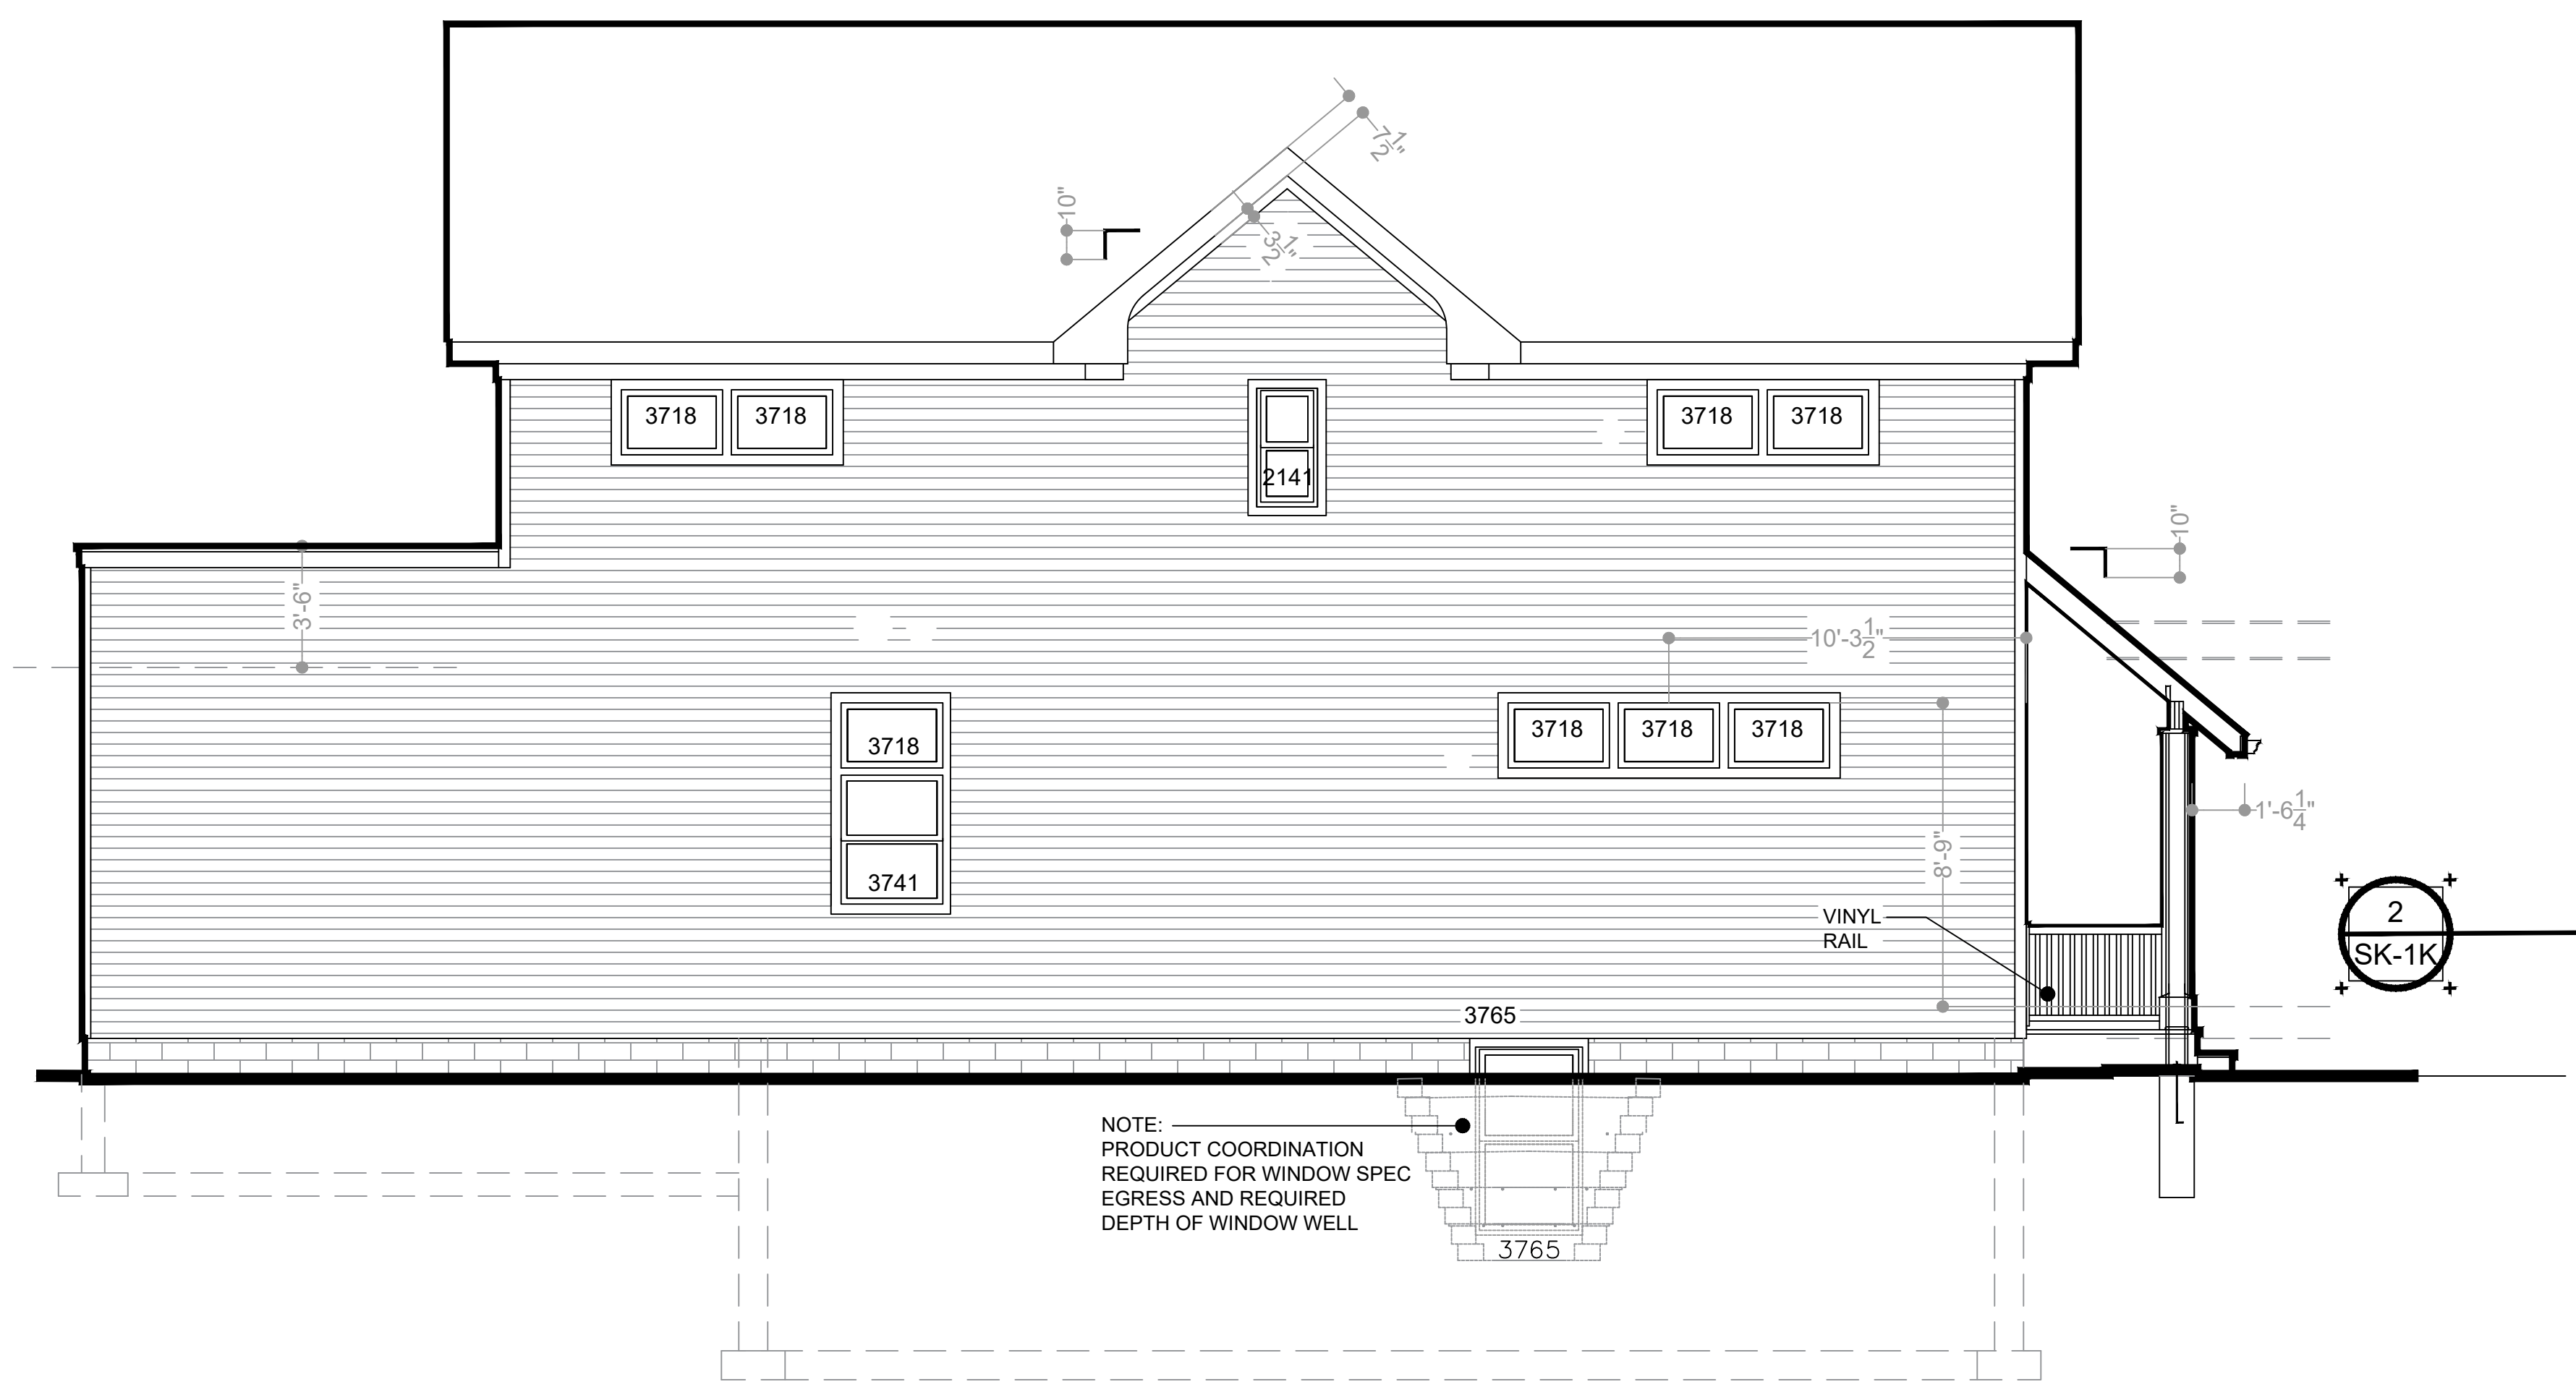 7 1/2"
10"
3 1/2"
3718
3718
3718
3718
2141
10"
3'-6"
10'-3 1/2"
3718
3718
3718
3718
1'-6 1/4"
8'-9"
3741
2
SK-1K
VINYL
RAIL
3765
NOTE:
PRODUCT COORDINATION
REQUIRED FOR WINDOW SPEC
EGRESS AND REQUIRED
DEPTH OF WINDOW WELL
3765